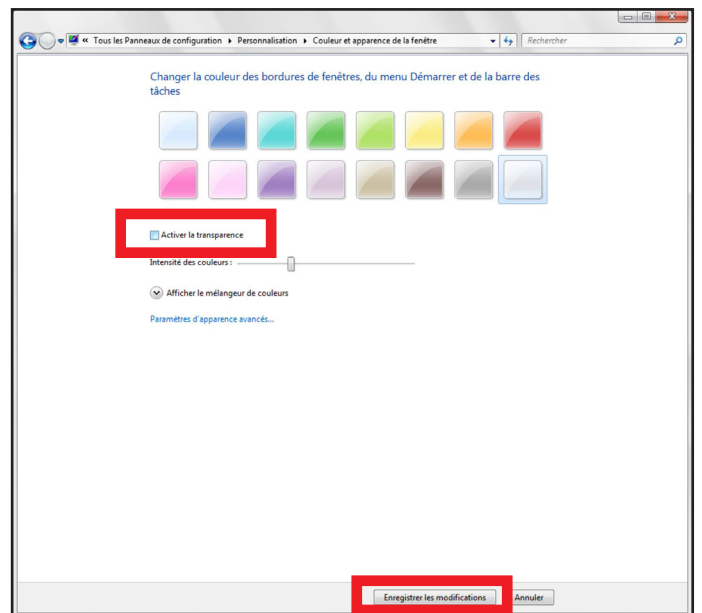 « Tous les Panneaux de configuration ▸ Personnalisation ▸ Couleur et apparence de la fenêtre
Rechercher
Changer la couleur des bordures de fenêtres, du menu Démarrer et de la barre des
tâches
Activer la transparence
Intensité des couleurs :
Afficher le mélangeur de couleurs
Paramètres d'apparence avancés...
Enregistrer les modifications
Annuler